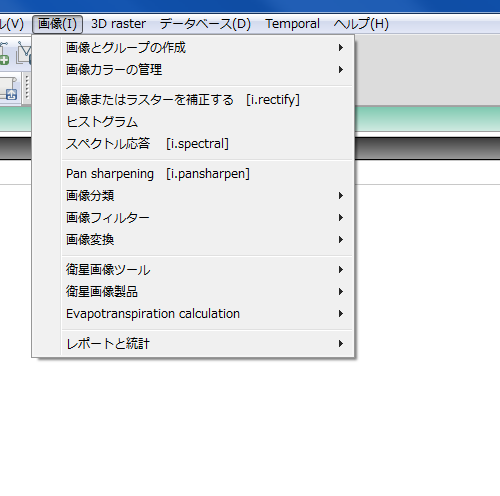 ル(V) 画像(I) 3D raster データベース(D) Temporal ヘルプ(H)
画像とグループの作成
画像カラーの管理
画像またはラスターを補正する [i.rectify]
ヒストグラム
スペクトル応答 [i.spectral]
Pan sharpening [i.pansharpen]
画像分類
画像フィルター
画像変換
衛星画像ツール
衛星画像製品
Evapotranspiration calculation
レポートと統計